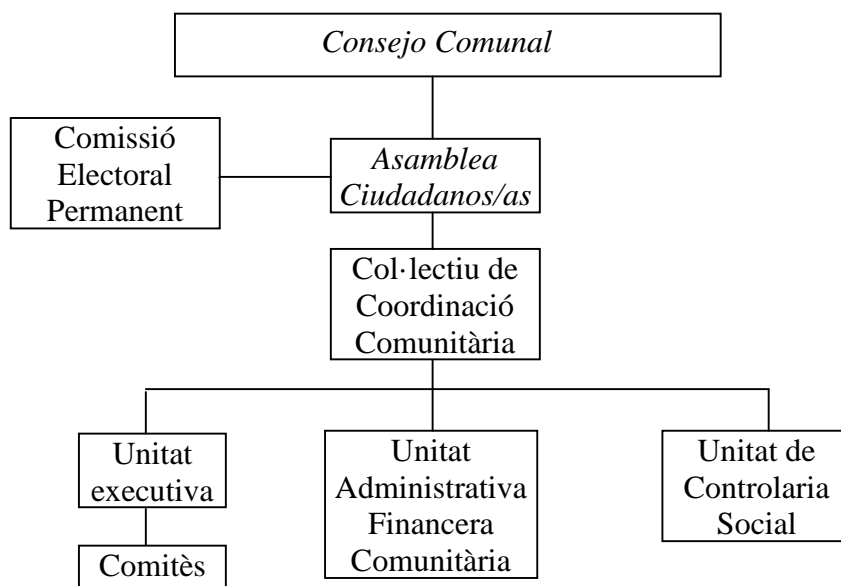 Consejo Comunal
Comissió
Electoral
Permanent
Asamblea
Ciudadanos/as
Col·lectiu de
Coordinació
Comunitària
Unitat
executiva
Unitat
Administrativa
Financera
Comunitària
Unitat de
Controlaria
Social
Comitès